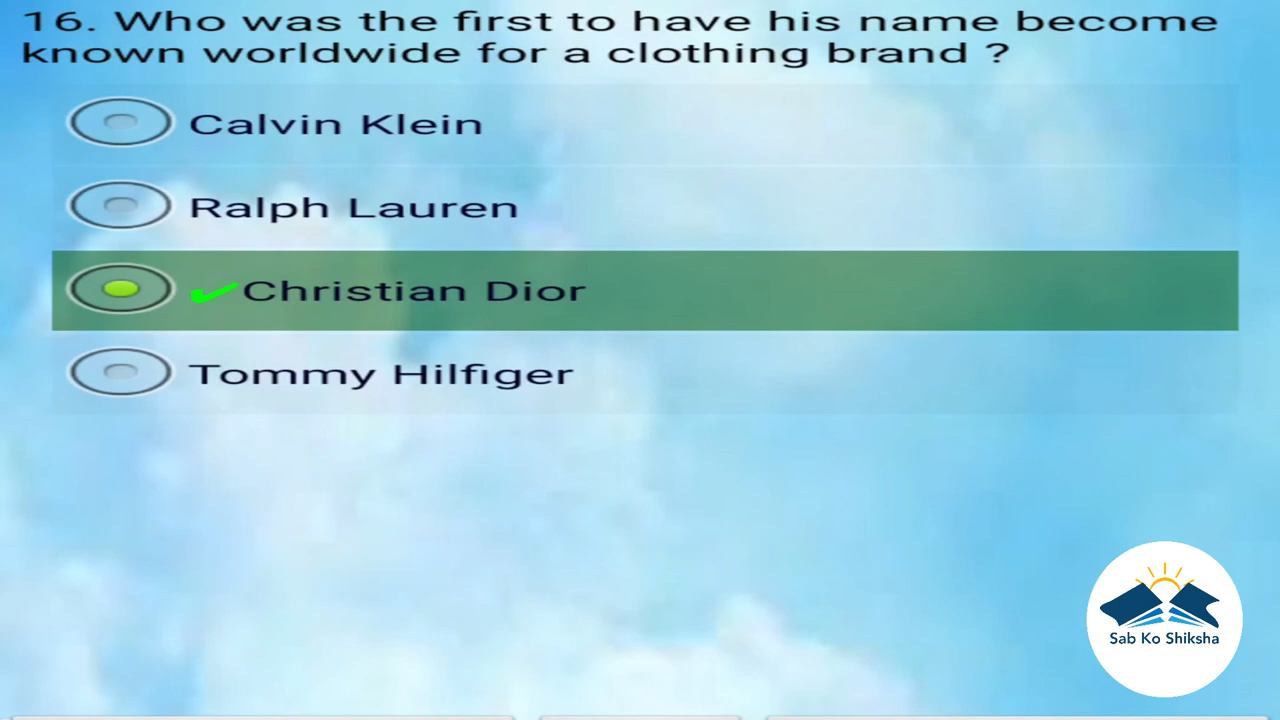 16. Who was the first to have his name become
known worldwide for a clothing brand ?
Calvin Klein
Ralph Lauren
✔Christian Dior
Tommy Hilfiger
Sab Ko Shiksha